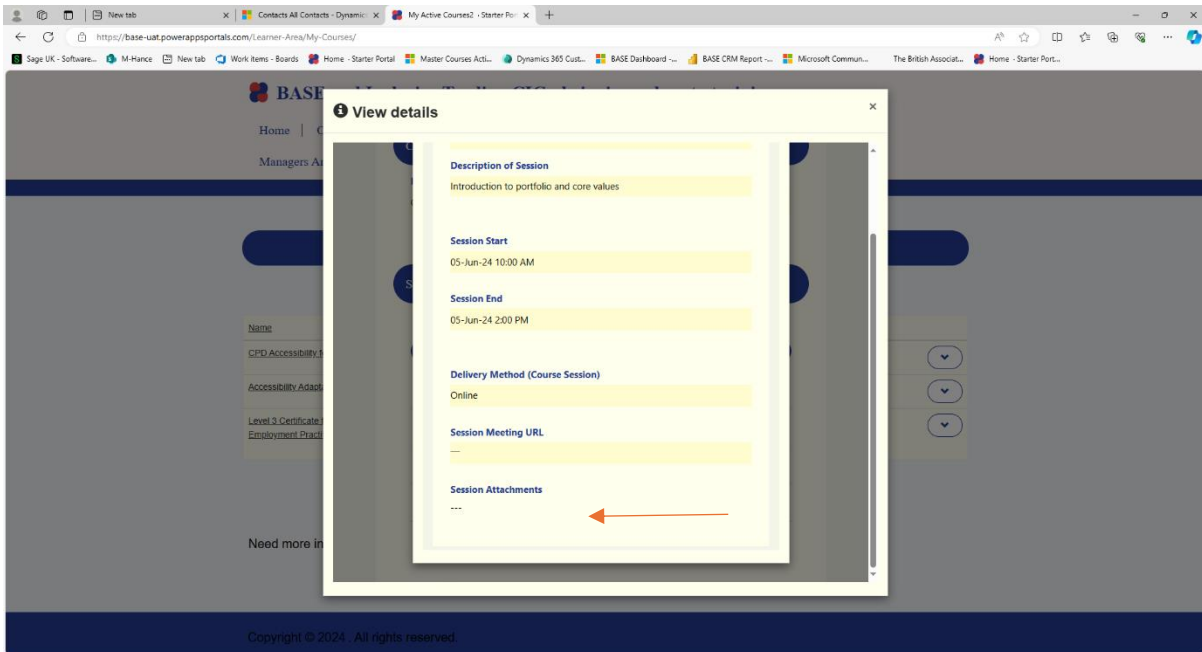 New tab
Contacts All Contacts - Dynamic
My Active Courses2 · Starter Por
https://base-uat.powerappsportals.com/Learner-Area/My-Courses/
Sage UK - Software...
M-Hance
New tab
Work items - Boards
Home - Starter Portal
Master Courses Acti...
Dynamics 365 Cust...
BASE Dashboard -...
BASE CRM Report -...
Microsoft Commun...
The British Associat...
Home - Starter Port...
BASE
Home
Managers
View details
Description of Session
Introduction to portfolio and core values
Session Start
05-Jun-24 10:00 AM
Session End
05-Jun-24 2:00 PM
Delivery Method (Course Session)
Online
Session Meeting URL
—
Session Attachments
---
Name
CPD Accessibility
Accessibility
Level 3 Certificate
Employment
Need more
Copyright © 2024 . All rights reserved.